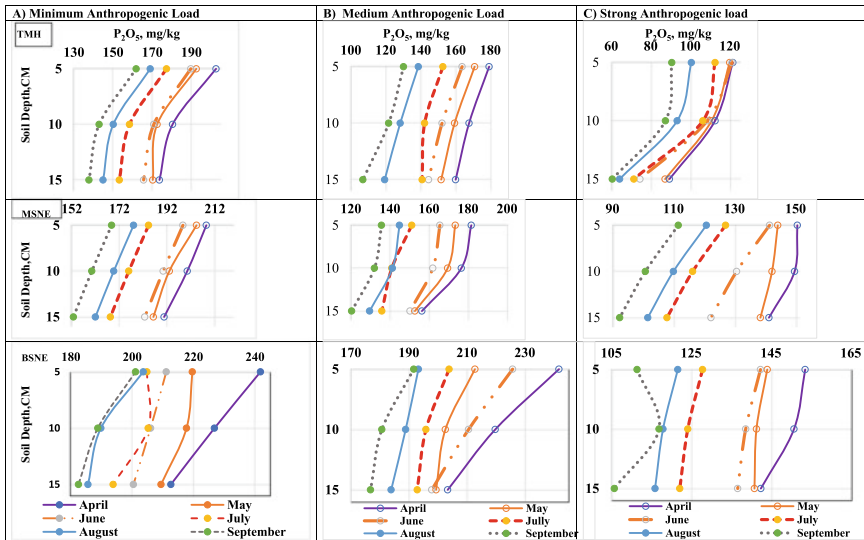 A) Minimum Anthropogenic Load
B) Medium Anthropogenic Load
C) Strong Anthropogenic load
TMH
P2O5, mg/kg
130 150 170 190
5
10
15
Soil Depth,CM
P2O5, mg/kg
100 120 140 160 180
5
10
15
P2O5, mg/kg
60 80 100 120
5
10
15
MSNE
152 172 192 212
5
10
15
Soil Depth,CM
120 140 160 180 200
5
10
15
90 110 130 150
5
10
15
BSNE
180 200 220 240
5
10
15
Soil Depth,CM
April May
June July
August September
170 190 210 230
5
10
15
April May
June Jully
August September
105 125 145 165
5
10
15
April May
June Jully
August September